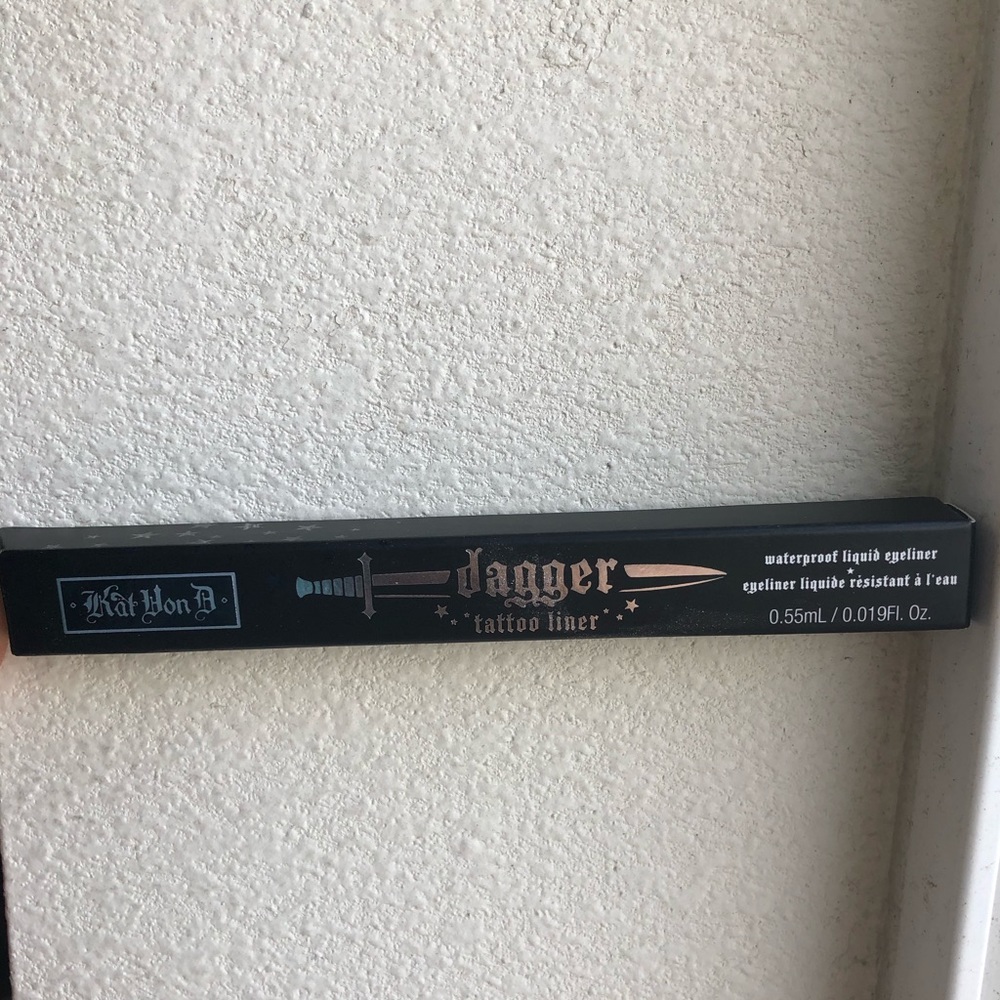 Kat Von D
dagger
tattoo liner
waterproof liquid eyeliner
eyeliner liquide résistant à l'eau
0.55mL / 0.019Fl. Oz.